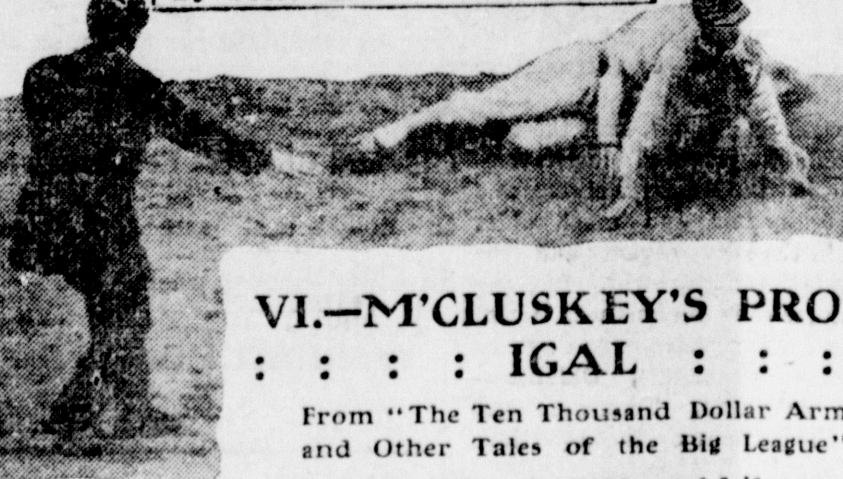 VI.—M'CLUSKEY'S PRO
: : : : IGAL : : :
From "The Ten Thousand Dollar Arm
and Other Tales of the Big League"